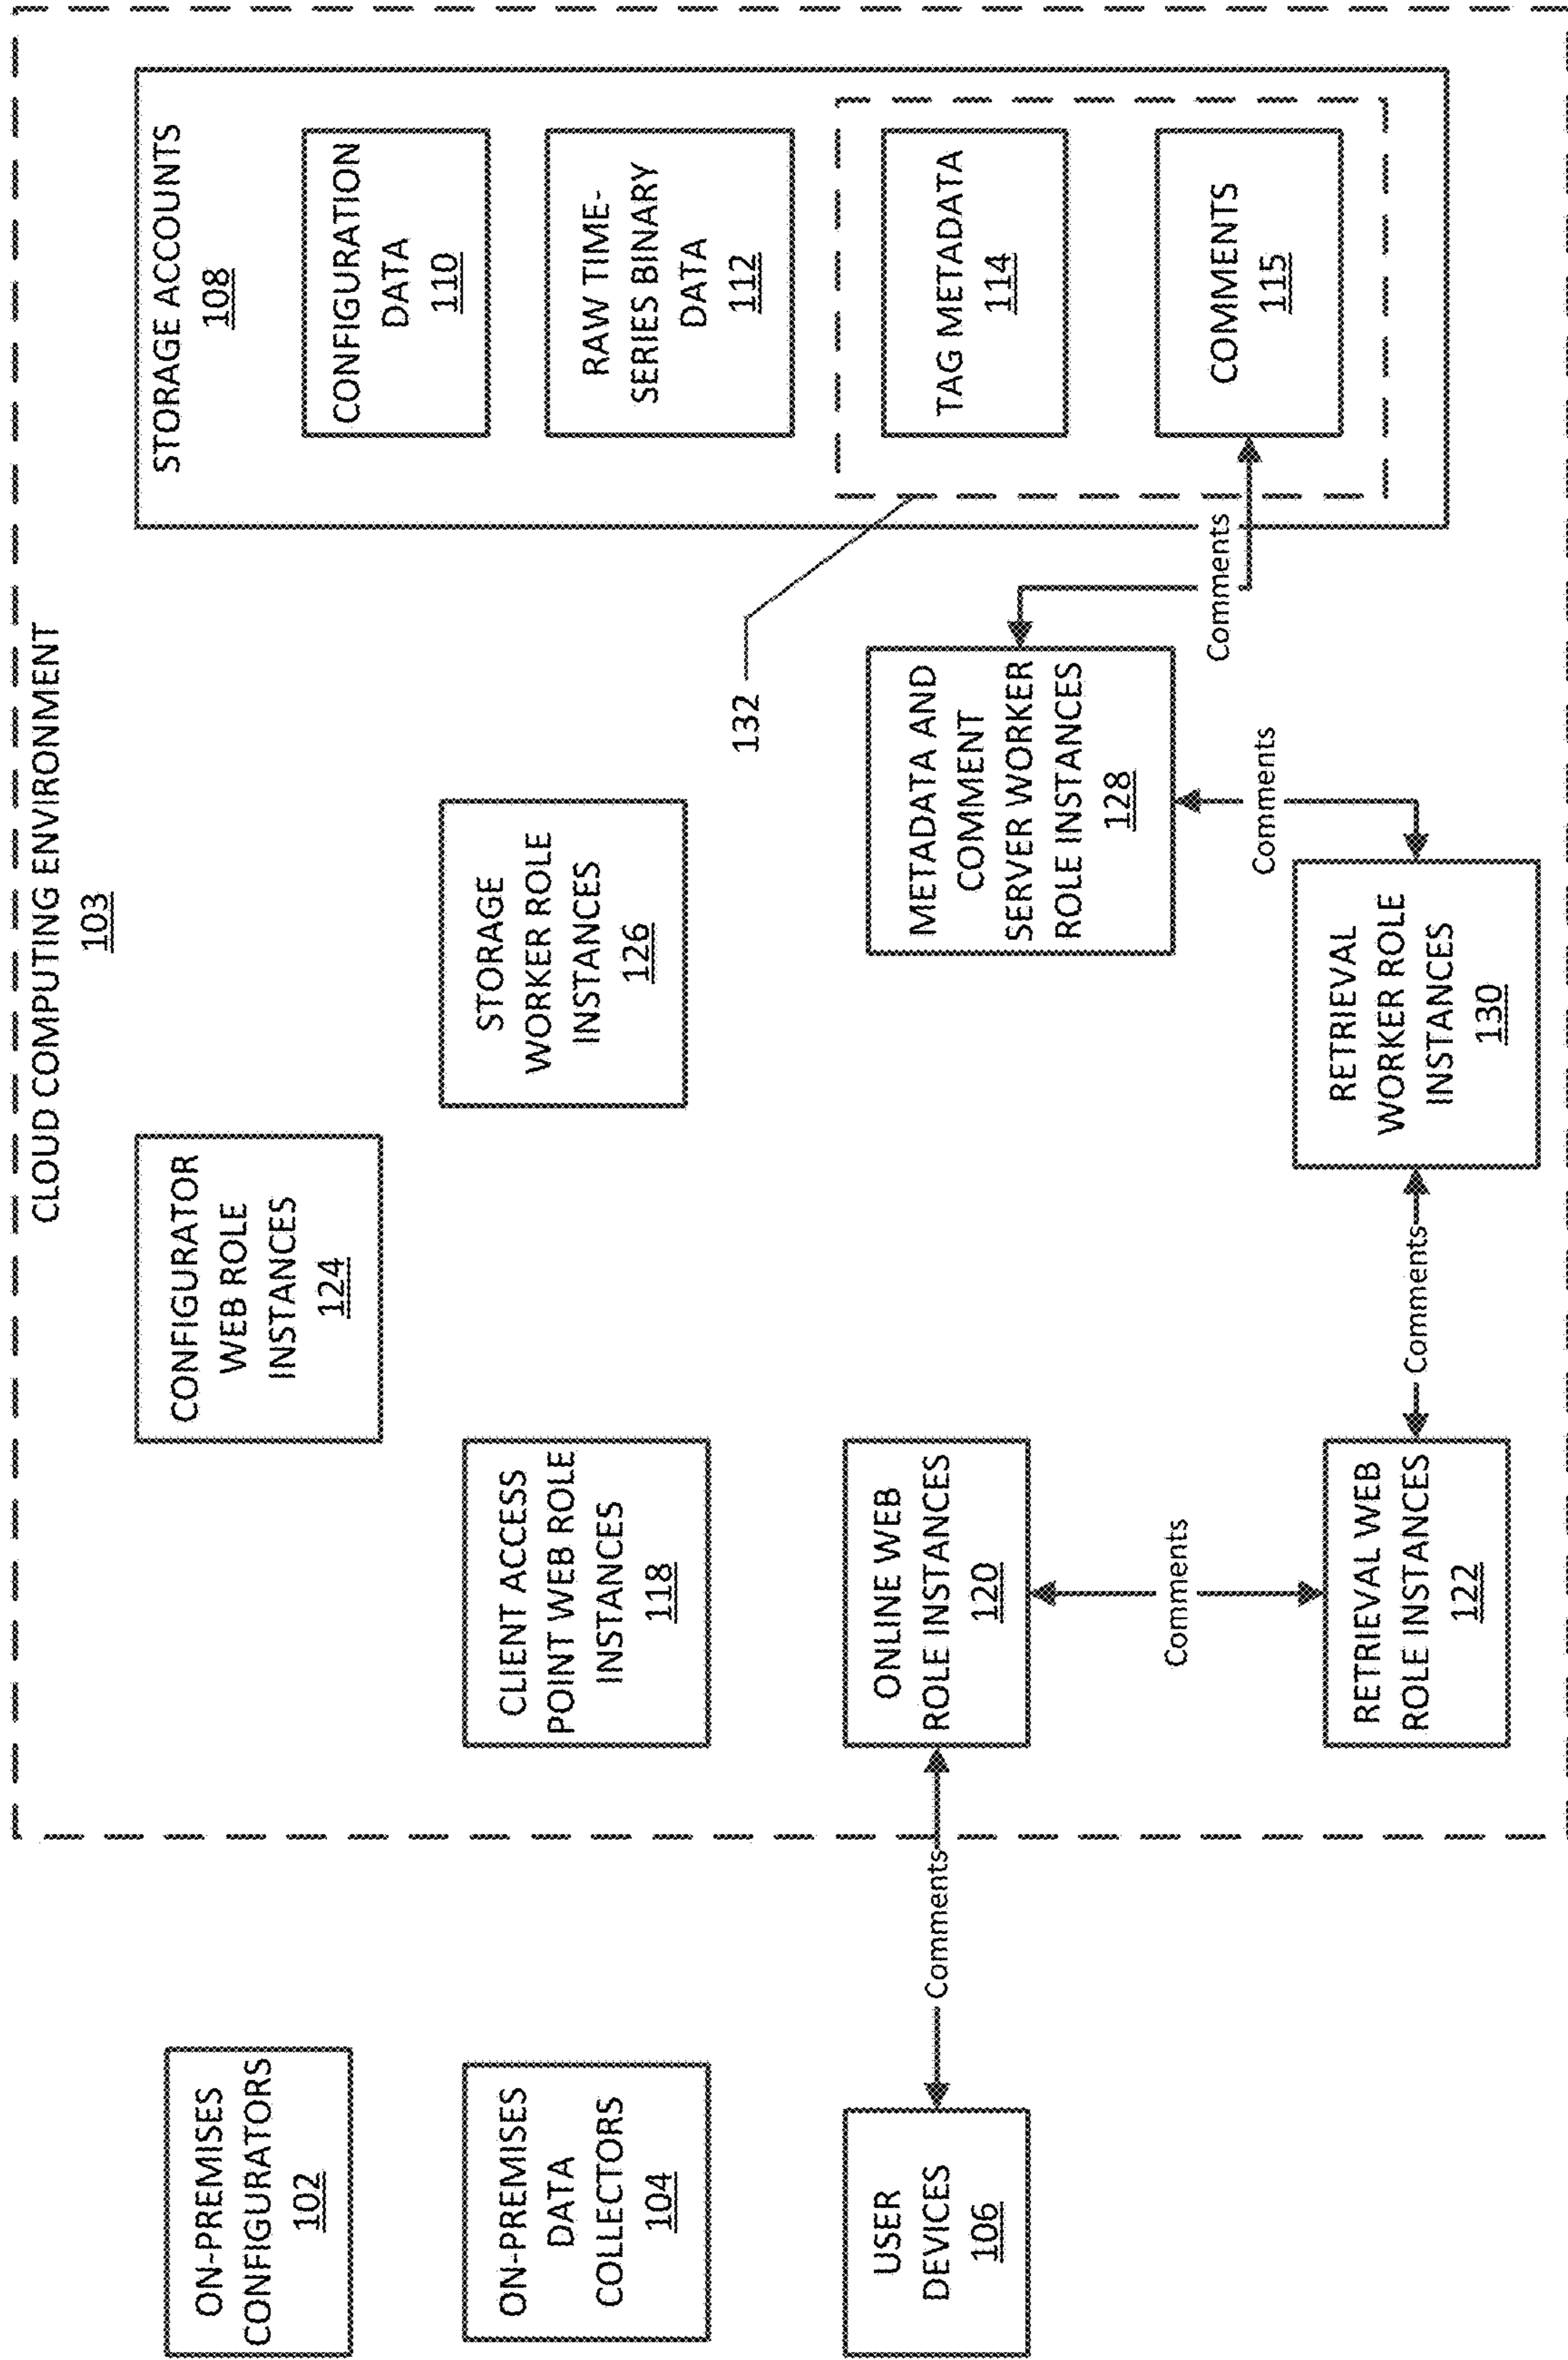 CLOUD COMPUTING ENVIRONMENT
103
ON-PREMISES
CONFIGURATORS
102
ON-PREMISES
DATA
COLLECTORS
104
USER
DEVICES
106
Comments
CONFIGURATOR
WEB ROLE
INSTANCES
124
CLIENT ACCESS
POINT WEB ROLE
INSTANCES
118
ONLINE WEB
ROLE INSTANCES
120
Comments
RETRIEVAL WEB
ROLE INSTANCES
122
Comments
STORAGE
WORKER ROLE
INSTANCES
126
METADATA AND
COMMENT
SERVER WORKER
ROLE INSTANCES
128
Comments
RETRIEVAL
WORKER ROLE
INSTANCES
130
132
Comments
STORAGE ACCOUNTS
108
CONFIGURATION
DATA
110
RAW TIME-
SERIES BINARY
DATA
112
TAG METADATA
114
COMMENTS
115